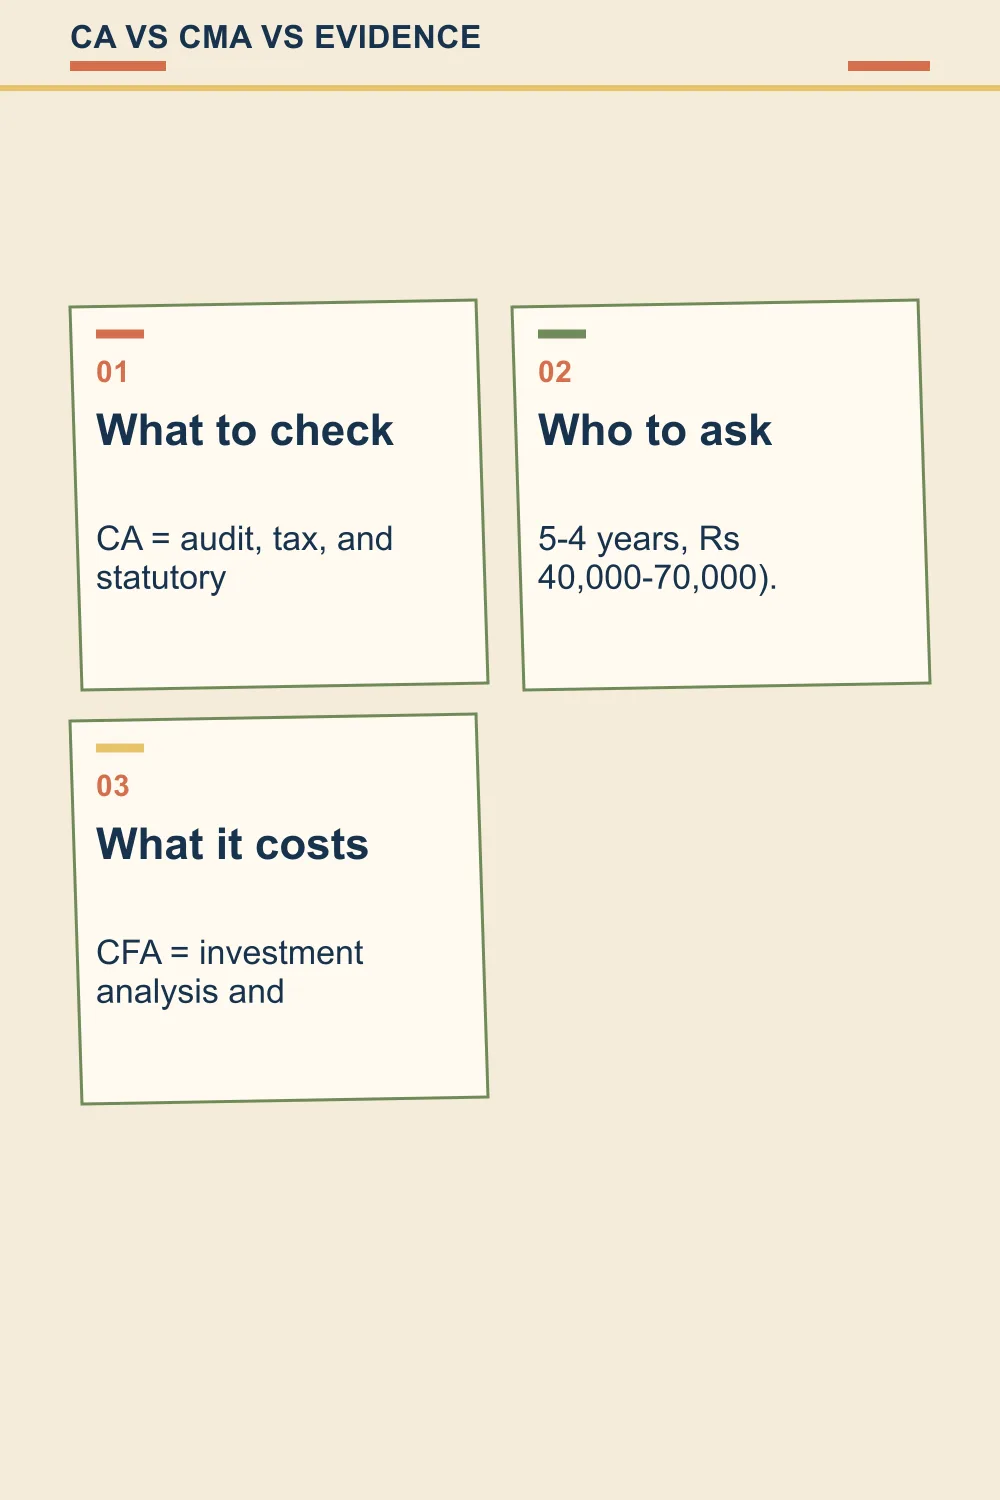 CA VS CMA VS EVIDENCE
01
What to check
CA = audit, tax, and
statutory
02
Who to ask
5-4 years, Rs
40,000-70,000).
03
What it costs
CFA = investment
analysis and